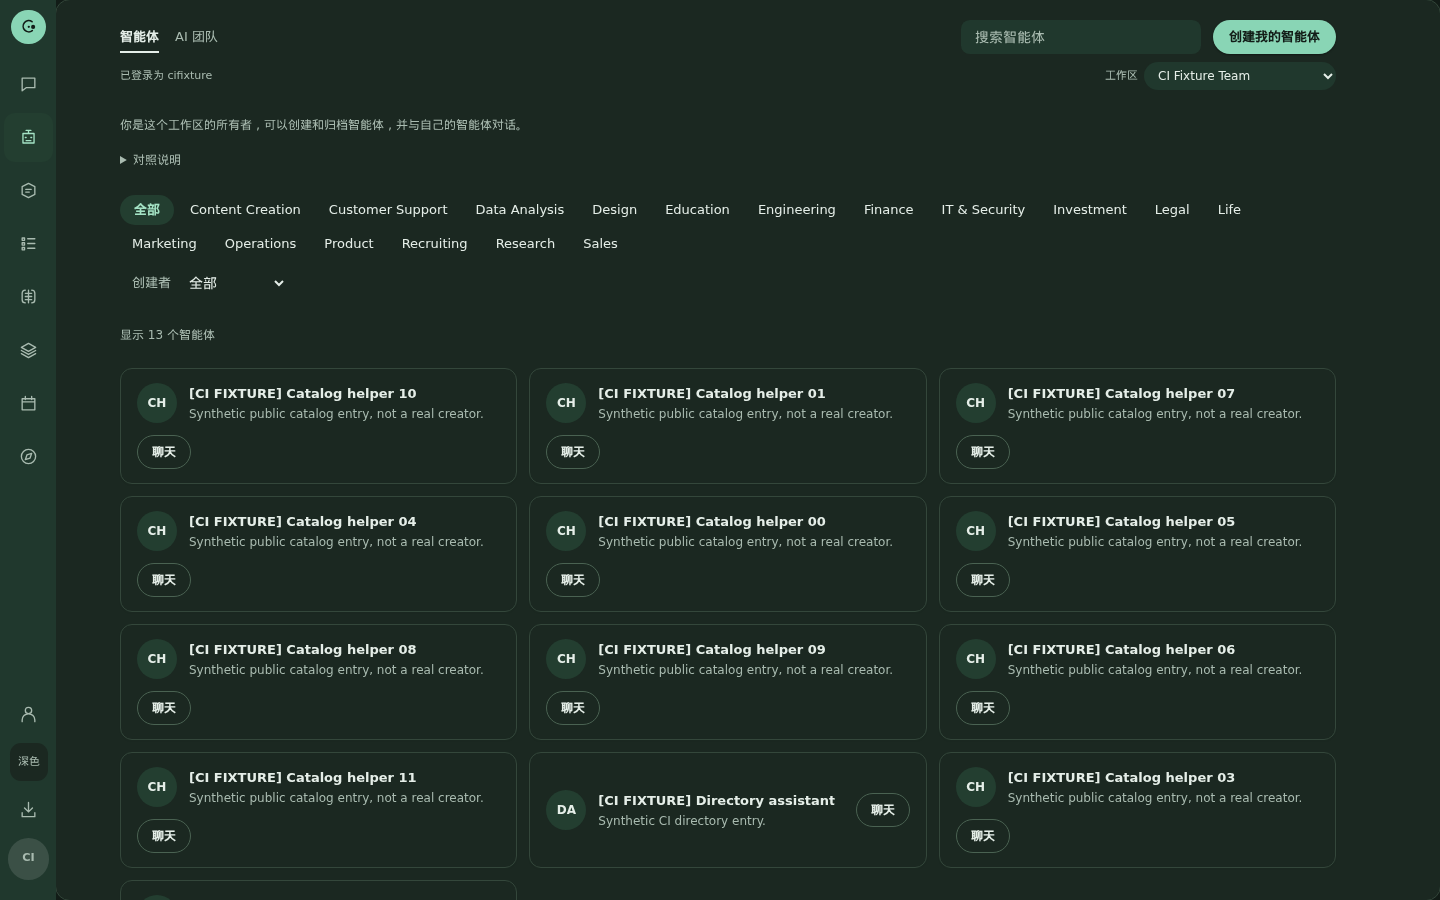 智能体 AI 团队 搜索智能体 创建我的智能体
已登录为 cifixture 工作区 CI Fixture Team
你是这个工作区的所有者，可以创建和归档智能体，并与自己的智能体对话。
对照说明
全部 Content Creation Customer Support Data Analysis Design Education Engineering Finance IT & Security Investment Legal Life
Marketing Operations Product Recruiting Research Sales
创建者 全部
显示 13 个智能体
CH [CI FIXTURE] Catalog helper 10
Synthetic public catalog entry, not a real creator.
聊天
CH [CI FIXTURE] Catalog helper 01
Synthetic public catalog entry, not a real creator.
聊天
CH [CI FIXTURE] Catalog helper 07
Synthetic public catalog entry, not a real creator.
聊天
CH [CI FIXTURE] Catalog helper 04
Synthetic public catalog entry, not a real creator.
聊天
CH [CI FIXTURE] Catalog helper 00
Synthetic public catalog entry, not a real creator.
聊天
CH [CI FIXTURE] Catalog helper 05
Synthetic public catalog entry, not a real creator.
聊天
CH [CI FIXTURE] Catalog helper 08
Synthetic public catalog entry, not a real creator.
聊天
CH [CI FIXTURE] Catalog helper 09
Synthetic public catalog entry, not a real creator.
聊天
CH [CI FIXTURE] Catalog helper 06
Synthetic public catalog entry, not a real creator.
聊天
CH [CI FIXTURE] Catalog helper 11
Synthetic public catalog entry, not a real creator.
聊天
DA [CI FIXTURE] Directory assistant
Synthetic CI directory entry.
聊天
CH [CI FIXTURE] Catalog helper 03
Synthetic public catalog entry, not a real creator.
聊天
深色
CI